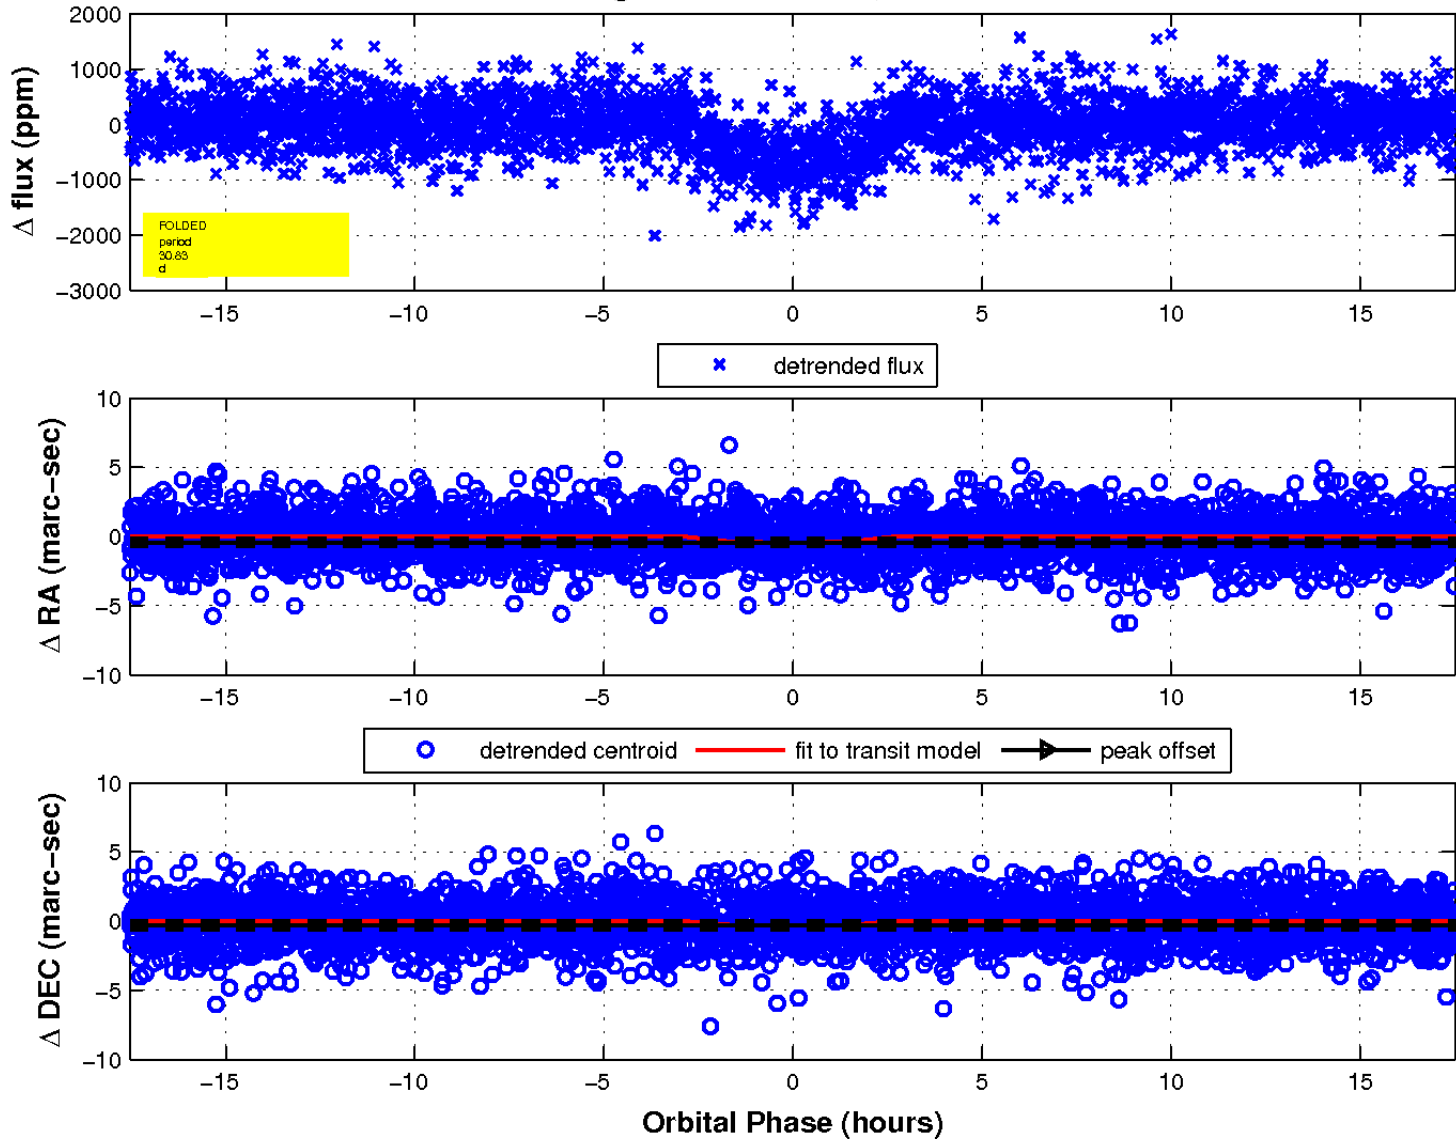 2000
1000
0
−1000
−2000
−3000
Δ flux (ppm)
FOLDED
period
30.83
d
−15 −10 −5 0 5 10 15
detrended flux
10
5
0
−5
−10
Δ RA (marc−sec)
−15 −10 −5 0 5 10 15
detrended centroid fit to transit model peak offset
10
5
0
−5
−10
Δ DEC (marc−sec)
−15 −10 −5 0 5 10 15
Orbital Phase (hours)